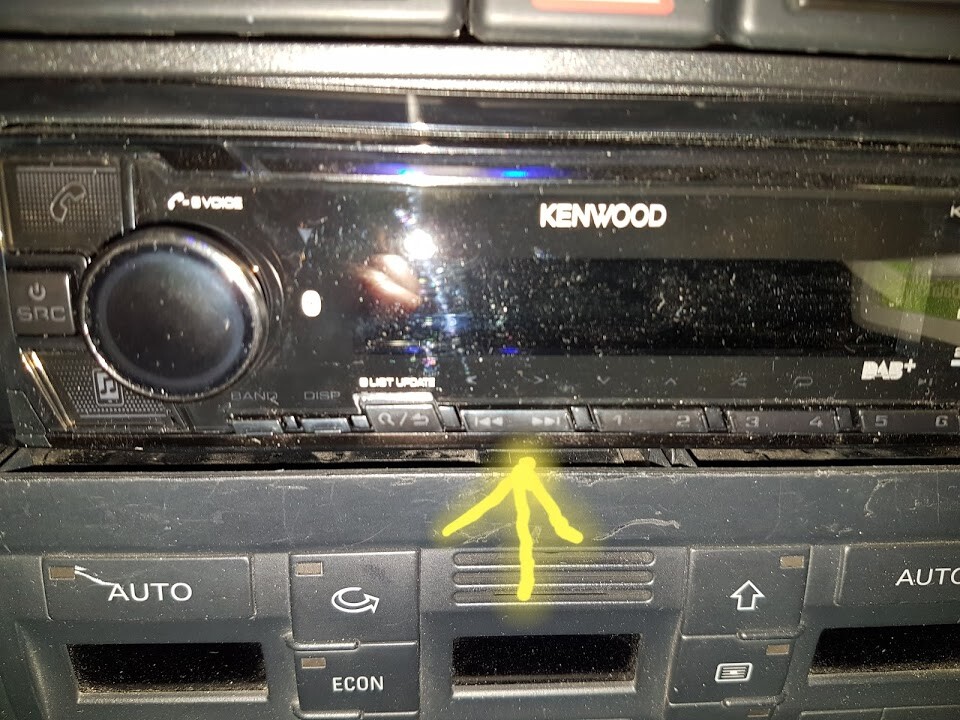 VOICE
KENWOOD
SRC
DAB+
LIST UPDATE
BAND DISP
1 2 3 4 5 6
AUTO
AUTO
ECON